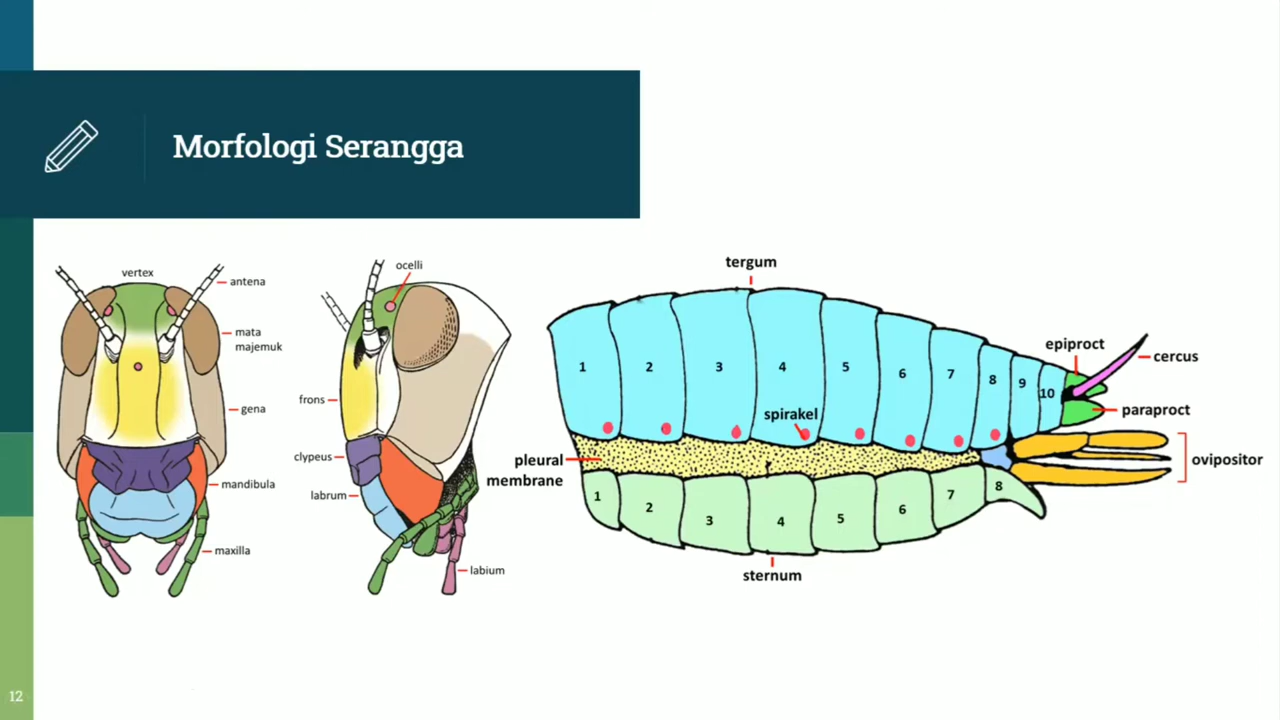 Morfologi Serangga
vertex
antena
mata
majemuk
gena
mandibula
maxilla
ocelli
frons
clypeus
labrum
labium
tergum
1 2 3 4 5 6 7 8 9 10
epiproct
cercus
paraproct
spirakel
pleural
membrane
ovipositor
1 2 3 4 5 6 7 8
sternum
12